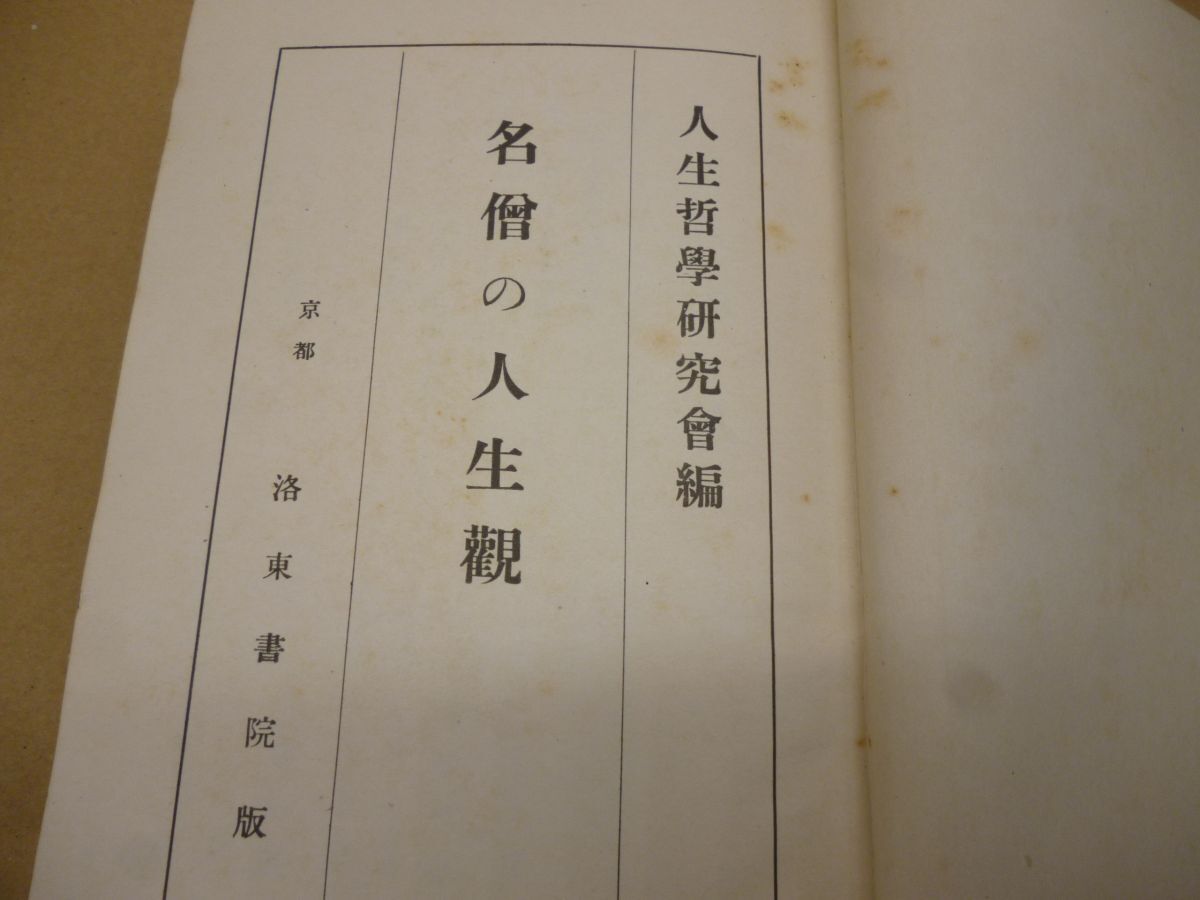 人生哲學研究會編
名僧の人生觀
京都 洛東書院版